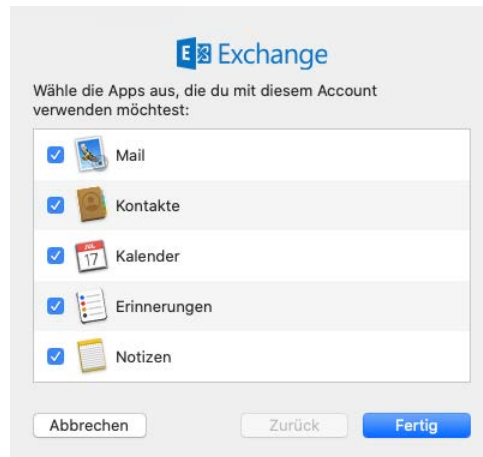 Exchange
Wähle die Apps aus, die du mit diesem Account
verwenden möchtest:
Mail
Kontakte
JUL
17
Kalender
Erinnerungen
Notizen
Abbrechen
Zurück
Fertig